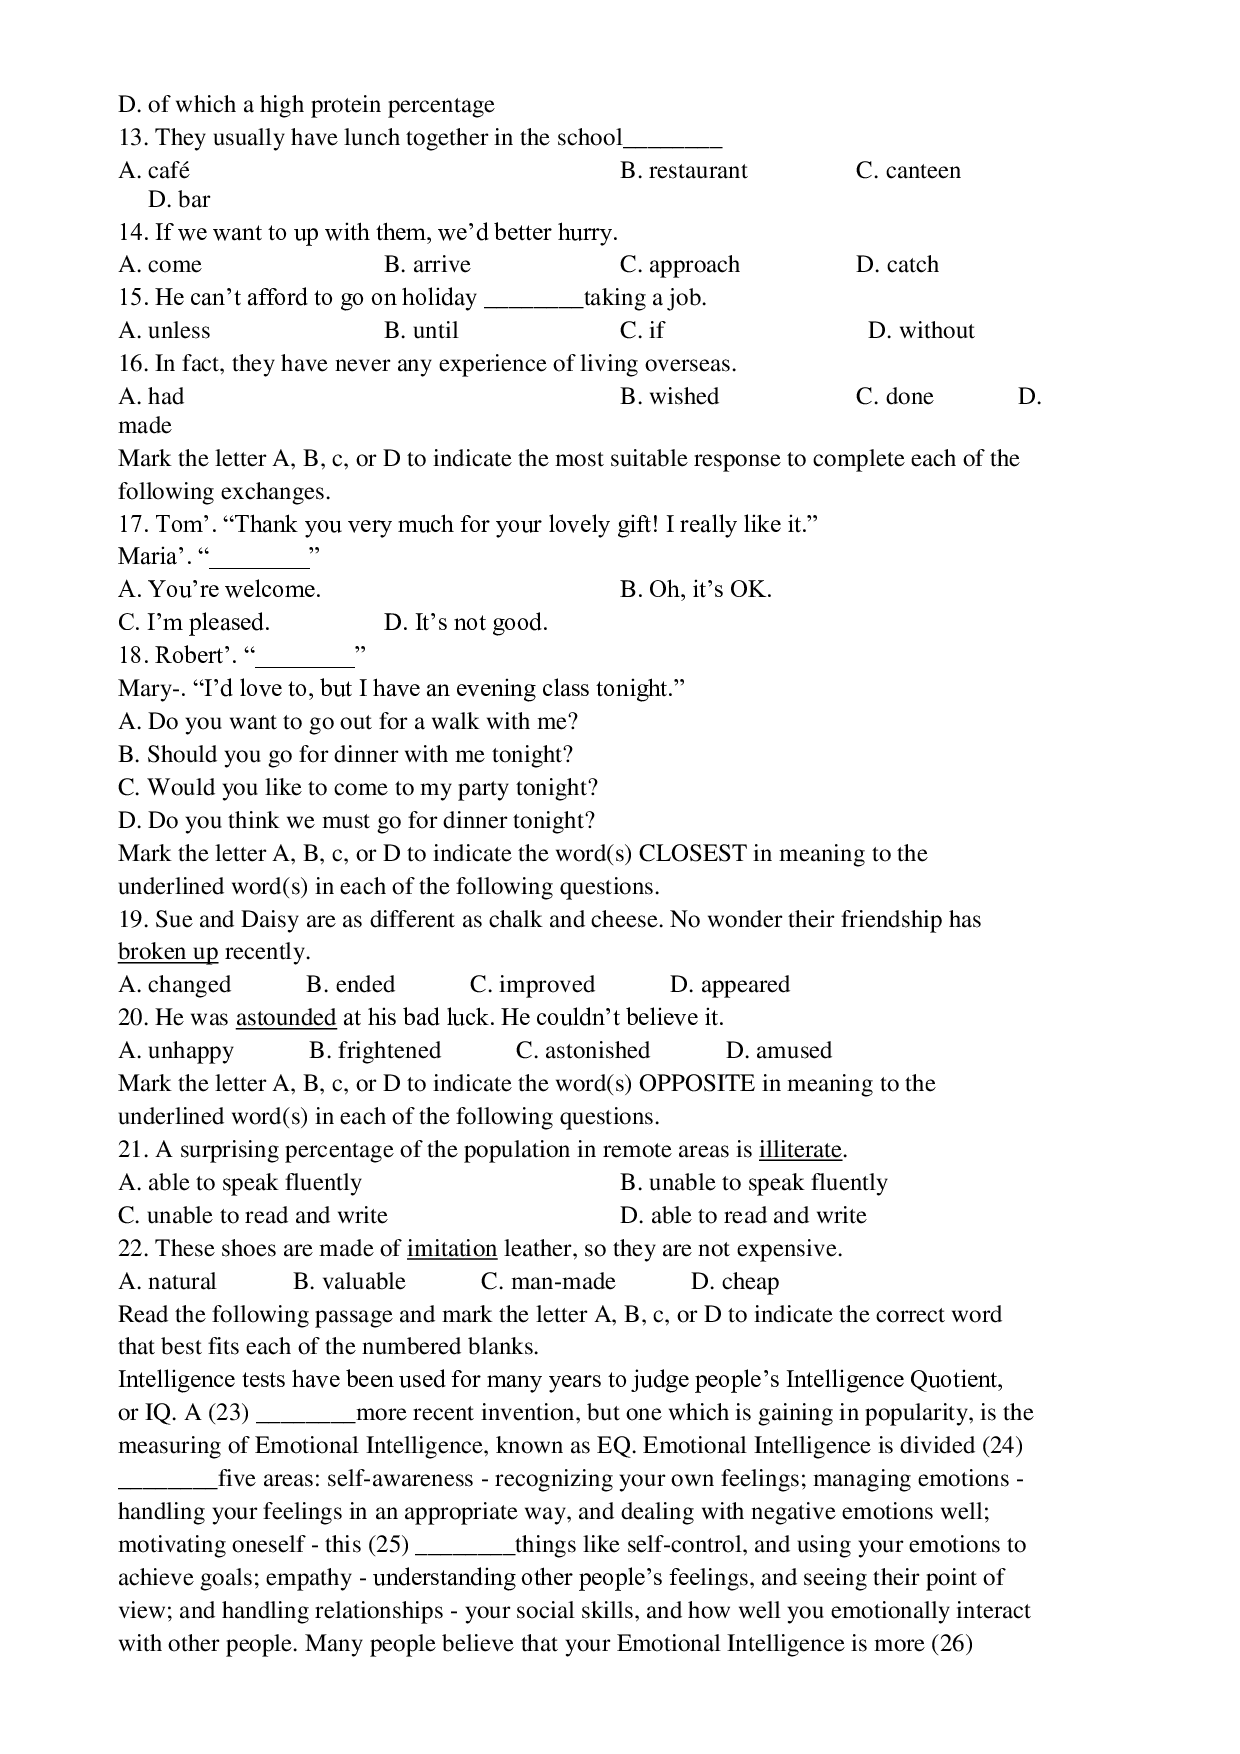 D. of which a high protein percentage
13. They usually have lunch together in the school________
A. café B. restaurant C. canteen
D. bar
14. If we want to up with them, we’d better hurry.
A. come B. arrive C. approach D. catch
15. He can’t afford to go on holiday ________taking a job.
A. unless B. until C. if D. without
16. In fact, they have never any experience of living overseas.
A. had B. wished C. done D.
made
Mark the letter A, B, c, or D to indicate the most suitable response to complete each of the
following exchanges.
17. Tom’. “Thank you very much for your lovely gift! I really like it.”
Maria’. “________”
A. You’re welcome. B. Oh, it’s OK.
C. I’m pleased. D. It’s not good.
18. Robert’. “________”
Mary-. “I’d love to, but I have an evening class tonight.”
A. Do you want to go out for a walk with me?
B. Should you go for dinner with me tonight?
C. Would you like to come to my party tonight?
D. Do you think we must go for dinner tonight?
Mark the letter A, B, c, or D to indicate the word(s) CLOSEST in meaning to the
underlined word(s) in each of the following questions.
19. Sue and Daisy are as different as chalk and cheese. No wonder their friendship has
broken up recently.
A. changed B. ended C. improved D. appeared
20. He was astounded at his bad luck. He couldn’t believe it.
A. unhappy B. frightened C. astonished D. amused
Mark the letter A, B, c, or D to indicate the word(s) OPPOSITE in meaning to the
underlined word(s) in each of the following questions.
21. A surprising percentage of the population in remote areas is illiterate.
A. able to speak fluently B. unable to speak fluently
C. unable to read and write D. able to read and write
22. These shoes are made of imitation leather, so they are not expensive.
A. natural B. valuable C. man-made D. cheap
Read the following passage and mark the letter A, B, c, or D to indicate the correct word
that best fits each of the numbered blanks.
Intelligence tests have been used for many years to judge people’s Intelligence Quotient,
or IQ. A (23) ________more recent invention, but one which is gaining in popularity, is the
measuring of Emotional Intelligence, known as EQ. Emotional Intelligence is divided (24)
________five areas: self-awareness - recognizing your own feelings; managing emotions -
handling your feelings in an appropriate way, and dealing with negative emotions well;
motivating oneself - this (25) ________things like self-control, and using your emotions to
achieve goals; empathy - understanding other people’s feelings, and seeing their point of
view; and handling relationships - your social skills, and how well you emotionally interact
with other people. Many people believe that your Emotional Intelligence is more (26)